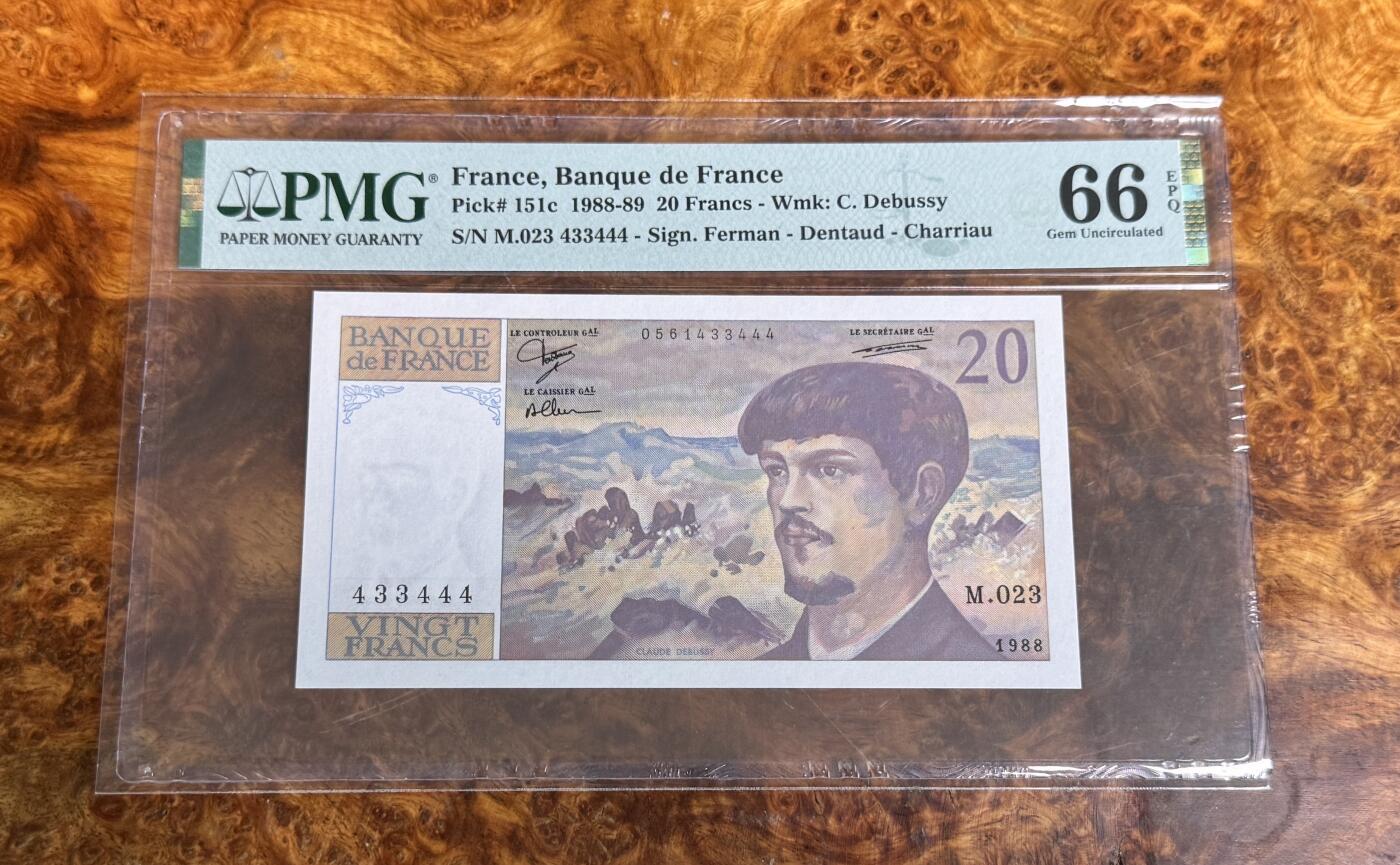 PMG®
PAPER MONEY GUARANTY
France, Banque de France
Pick# 151c 1988-89 20 Francs - Wmk: C. Debussy
S/N M.023 433444 - Sign. Ferman - Dentaud - Charriau
66
EPQ
Gem Uncirculated
BANQUE
de FRANCE
LE CONTROLEUR GAL
0561433444
LE SECRÉTAIRE GAL
20
LE CAISSIER GAL
433444
M.023
VINGT
FRANCS
1988
CLAUDE DEBUSSY